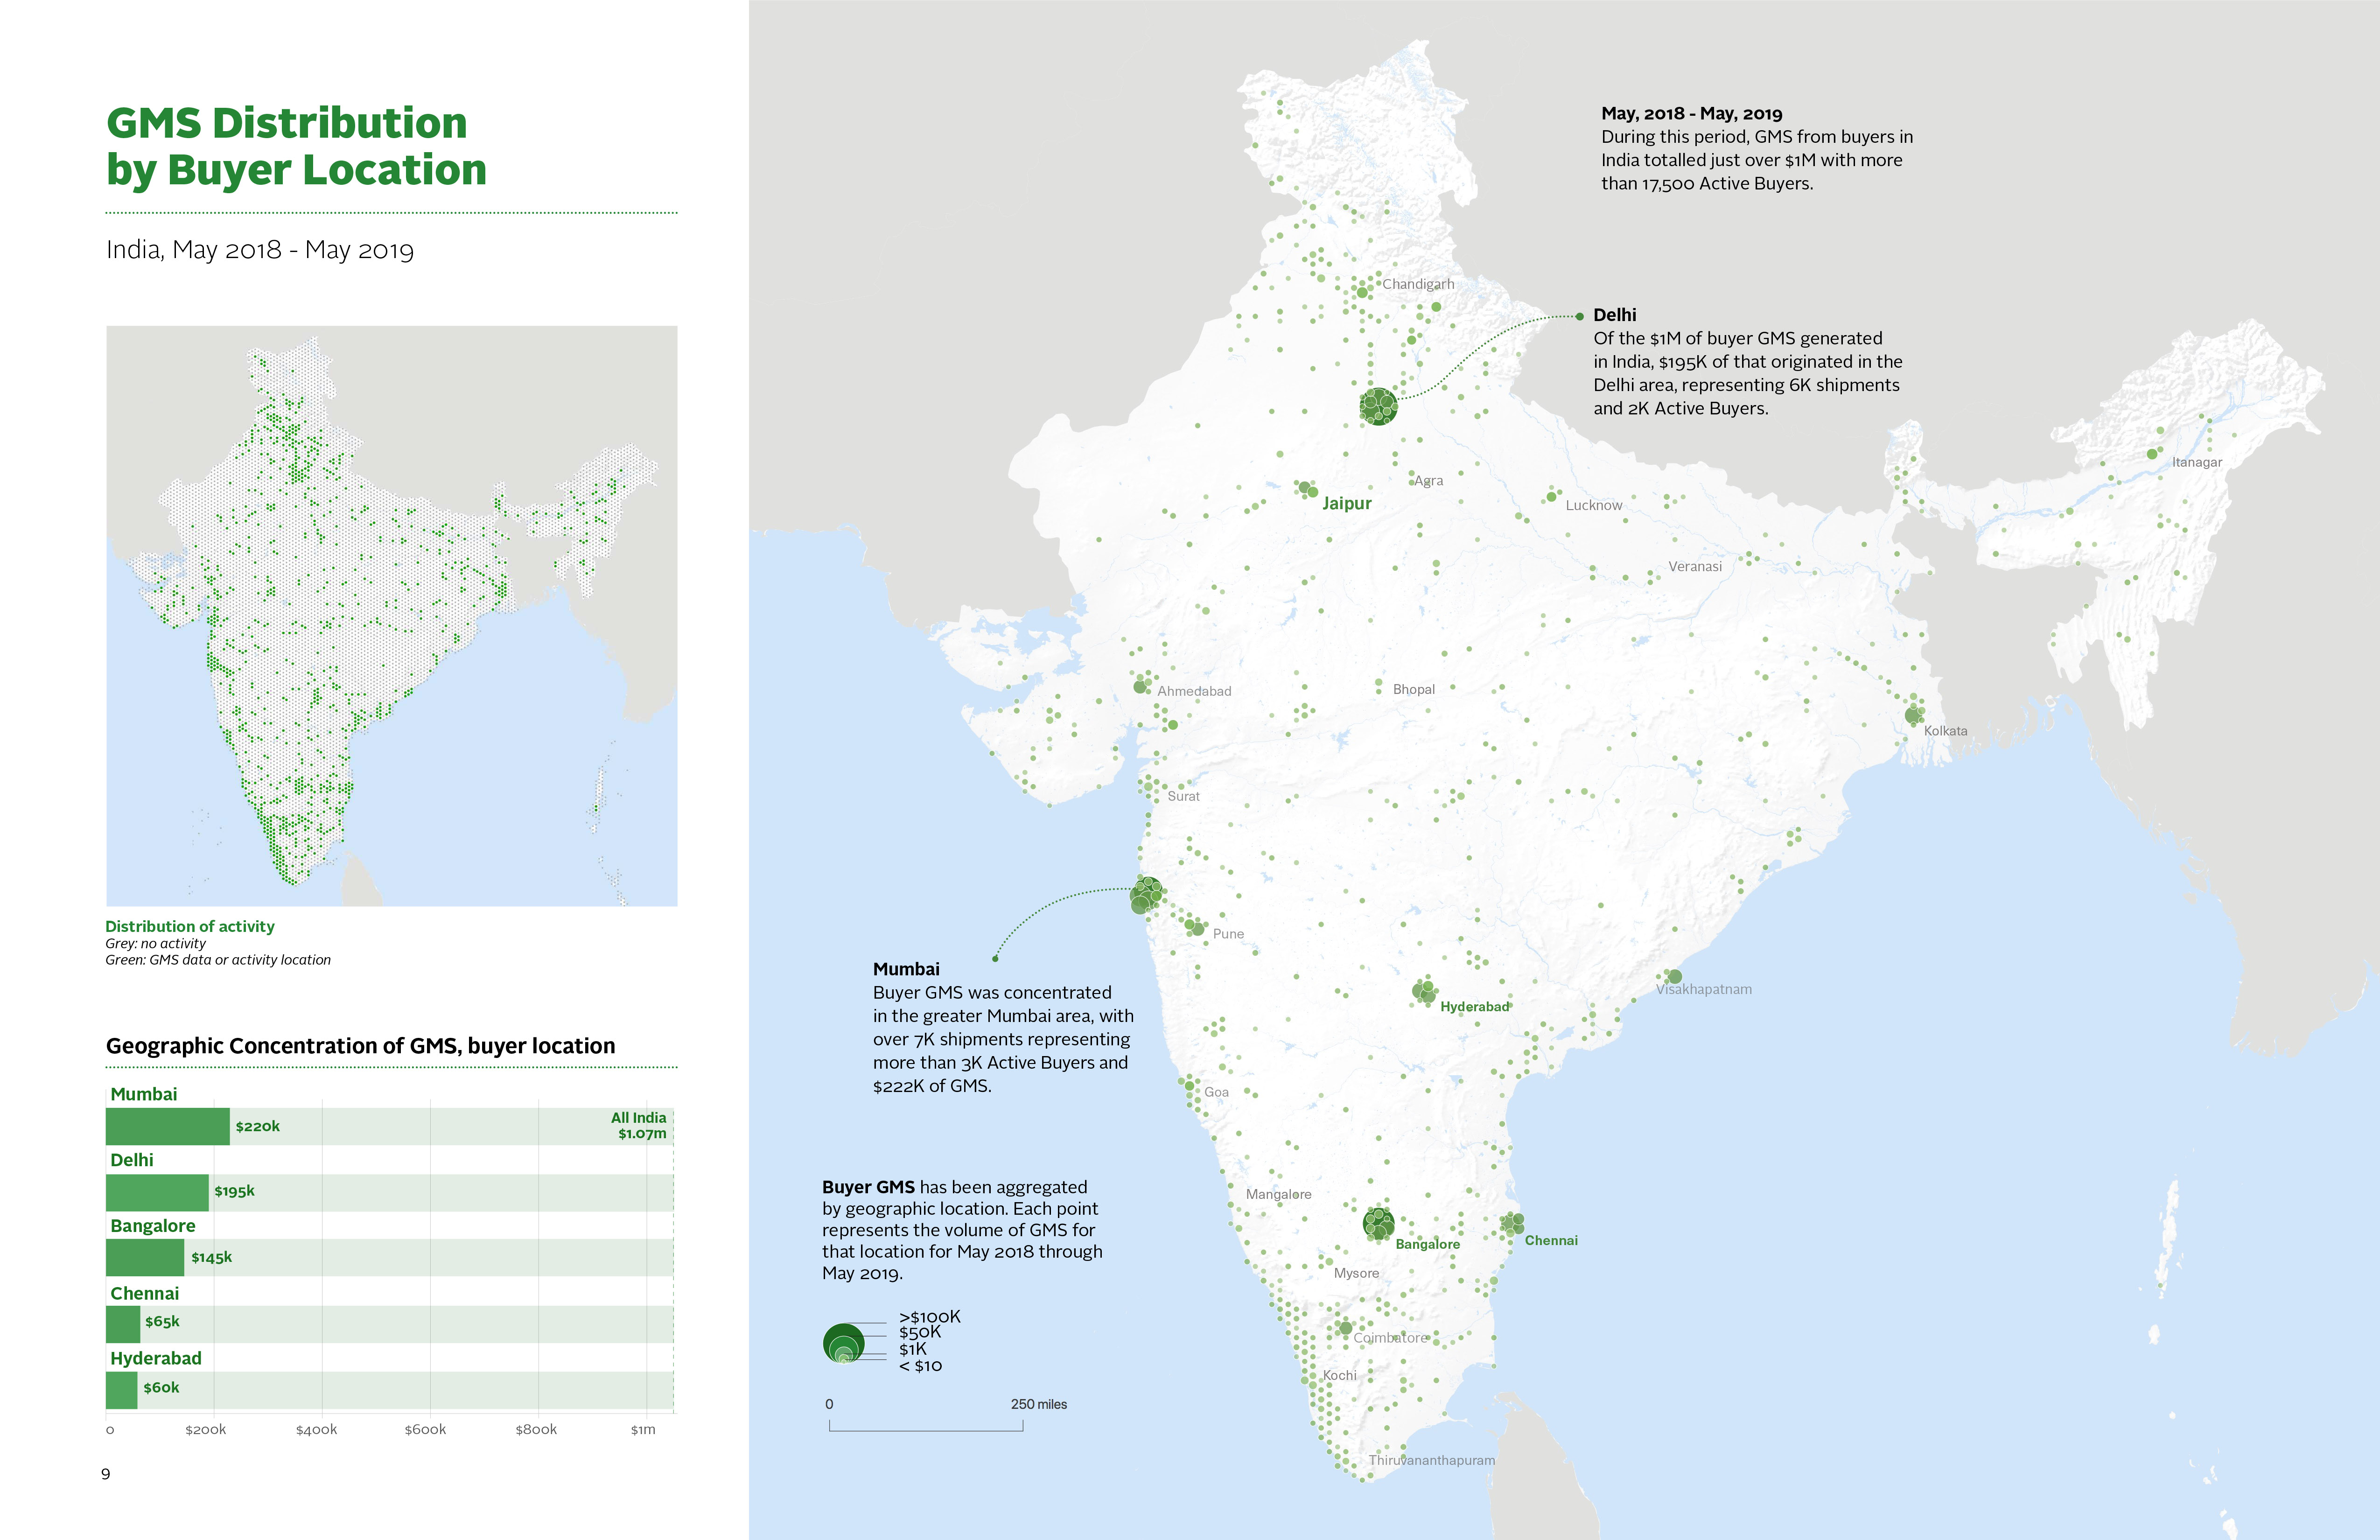 GMS Distribution
by Buyer Location
India, May 2018 - May 2019
Distribution of activity
Grey: no activity
Green: GMS data or activity location
Geographic Concentration of GMS, buyer location
Mumbai
$220k
All India
$1.07m
Delhi
$195k
Bangalore
$145k
Chennai
$65k
Hyderabad
$60k
0
$200k
$400k
$600k
$800k
$1m
9
May, 2018 - May, 2019
During this period, GMS from buyers in
India totalled just over $1M with more
than 17,500 Active Buyers.
Chandigarh
Delhi
Of the $1M of buyer GMS generated
in India, $195K of that originated in the
Delhi area, representing 6K shipments
and 2K Active Buyers.
Itanagar
Agra
Jaipur
Lucknow
Veranasi
Ahmedabad
Bhopal
Kolkata
Surat
Pune
Mumbai
Buyer GMS was concentrated
in the greater Mumbai area, with
over 7K shipments representing
more than 3K Active Buyers and
$222K of GMS.
Visakhapatnam
Hyderabad
Goa
Buyer GMS has been aggregated
by geographic location. Each point
represents the volume of GMS for
that location for May 2018 through
May 2019.
Mangalore
Bangalore
Chennai
Mysore
>$100K
$50K
$1K
< $10
Coimbatore
Kochi
0
250 miles
Thiruvananthapuram